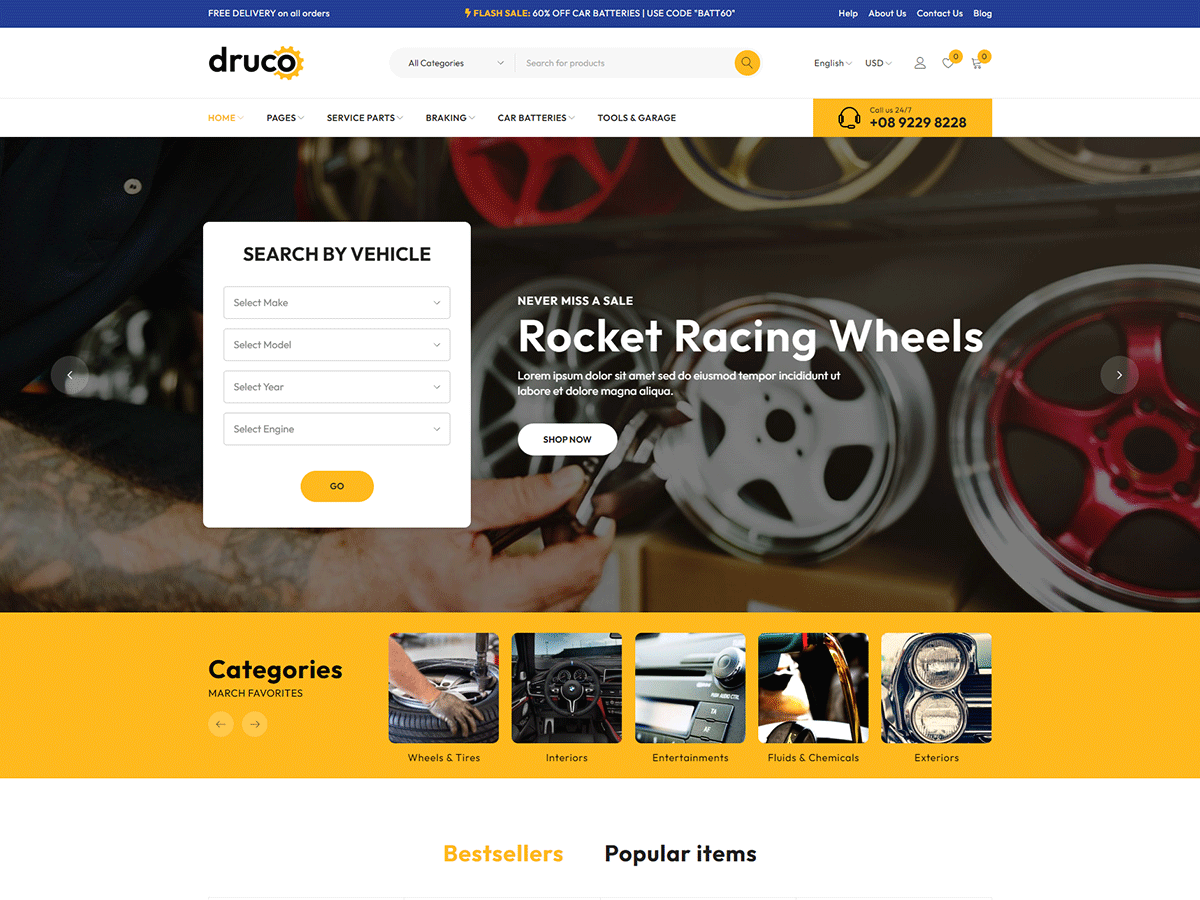 FREE DELIVERY on all orders
FLASH SALE: 60% OFF CAR BATTERIES | USE CODE "BATT60"
Help About Us Contact Us Blog
druco
All Categories
Search for products
English USD 0 0
HOME PAGES SERVICE PARTS BRAKING CAR BATTERIES TOOLS & GARAGE
Call us 24/7
+08 9229 8228
SEARCH BY VEHICLE
Select Make
Select Model
Select Year
Select Engine
GO
NEVER MISS A SALE
Rocket Racing Wheels
Lorem ipsum dolor sit amet sed do eiusmod tempor incididunt ut
labore et dolore magna aliqua.
SHOP NOW
Categories
MARCH FAVORITES
PUSH AUDIO CTRL
TA
AF
Wheels & Tires
Interiors
Entertainments
Fluids & Chemicals
Exteriors
Bestsellers
Popular items